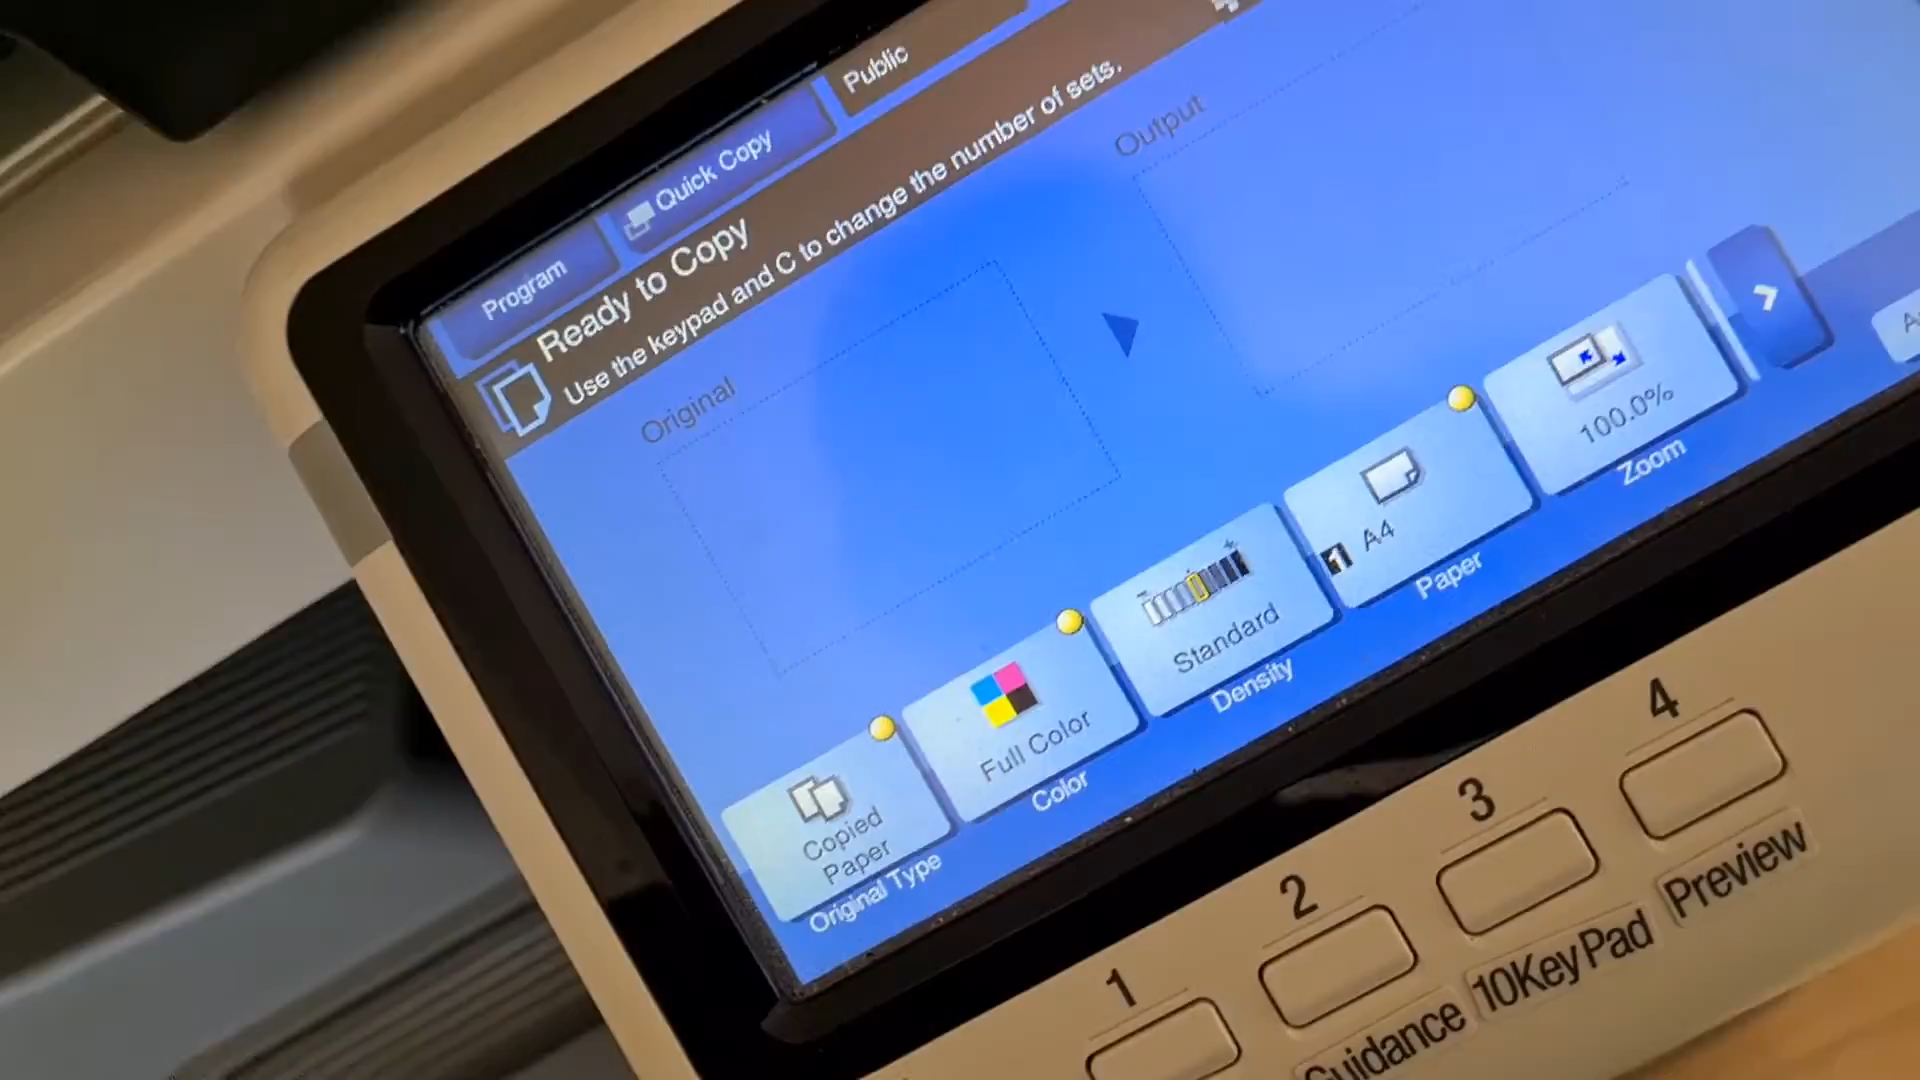 Program
Quick Copy
Public
Ready to Copy
Use the keypad and C to change the number of sets.
Original
Output
Copied
Paper
Original Type
Full Color
Color
Standard
Density
1 A4
Paper
100.0%
Zoom
1
2
3
4
Guidance
10KeyPad
Preview